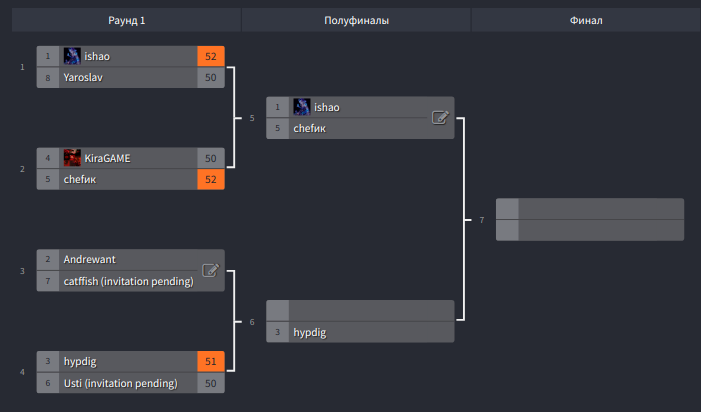 Раунд 1
Полуфиналы
Финал
1
1 ishao 52
8 Yaroslav 50
2
4 KiraGAME 50
5 chefик 52
3
2 Andrewant
7 catffish (invitation pending)
4
3 hypdig 51
6 Usti (invitation pending) 50
5
1 ishao
5 chefик
6
3 hypdig
7